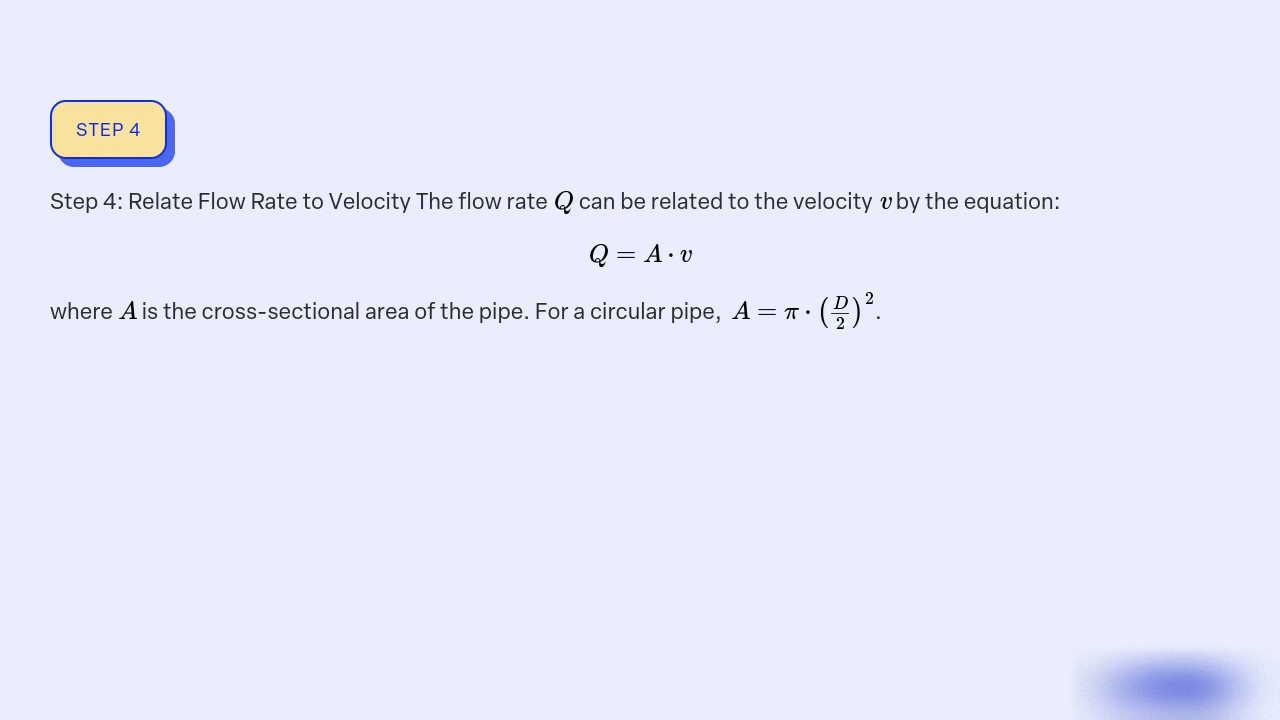 STEP 4
Step 4: Relate Flow Rate to Velocity The flow rate Q can be related to the velocity v by the equation:
Q = A · v
where A is the cross-sectional area of the pipe. For a circular pipe, A = π · (D/2)².